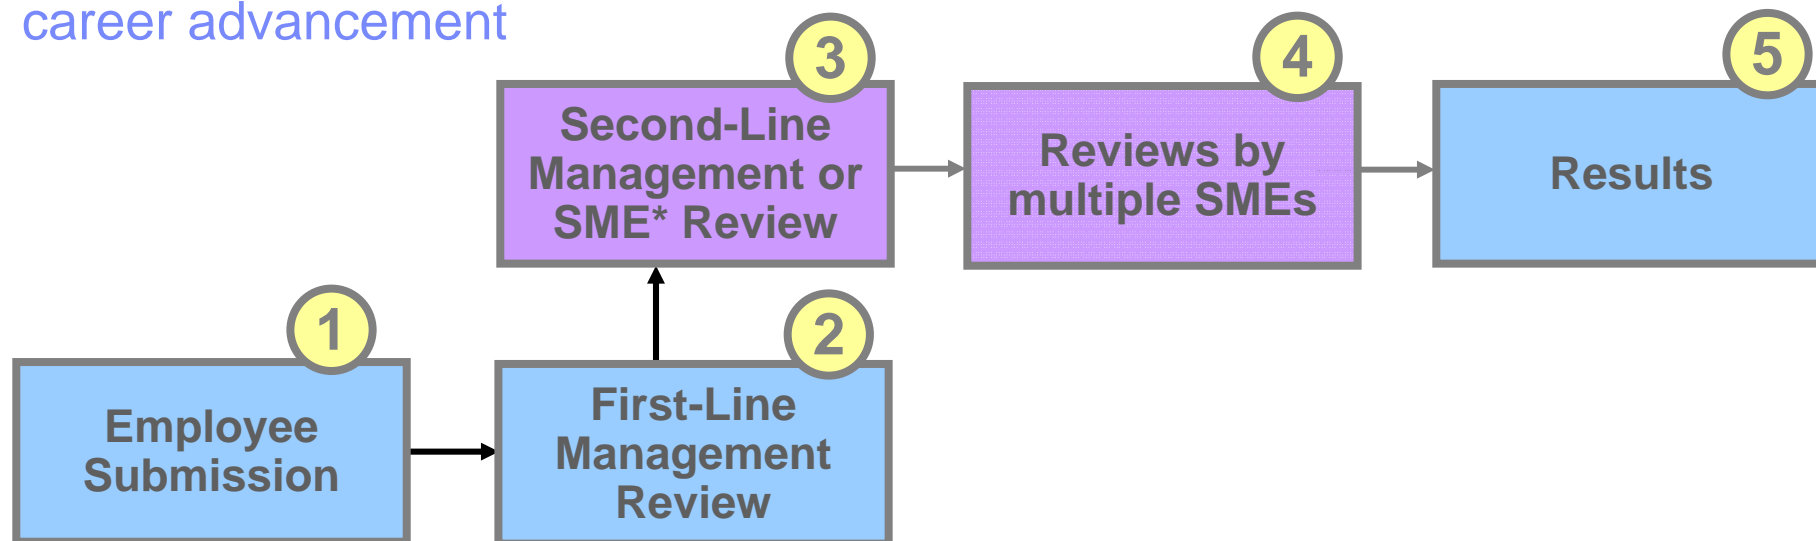 career advancement
1
Employee
Submission
2
First-Line
Management
Review
3
Second-Line
Management or
SME* Review
4
Reviews by
multiple SMEs
5
Results